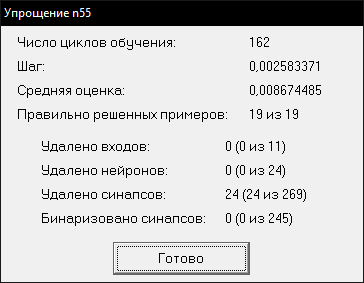 Упрощение n55
Число циклов обучения: 162
Шаг: 0,002583371
Средняя оценка: 0,008674485
Правильно решенных примеров: 19 из 19
Удалено входов: 0 (0 из 11)
Удалено нейронов: 0 (0 из 24)
Удалено синапсов: 24 (24 из 269)
Бинаризовано синапсов: 0 (0 из 245)
Готово